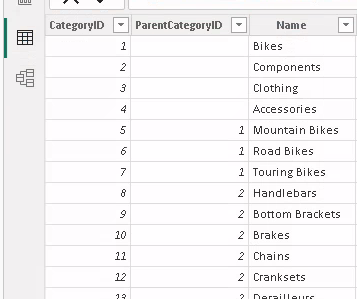 CategoryID ParentCategoryID Name
1 Bikes
2 Components
3 Clothing
4 Accessories
5 1 Mountain Bikes
6 1 Road Bikes
7 1 Touring Bikes
8 2 Handlebars
9 2 Bottom Brackets
10 2 Brakes
11 2 Chains
12 2 Cranksets
13 2 Derailleurs